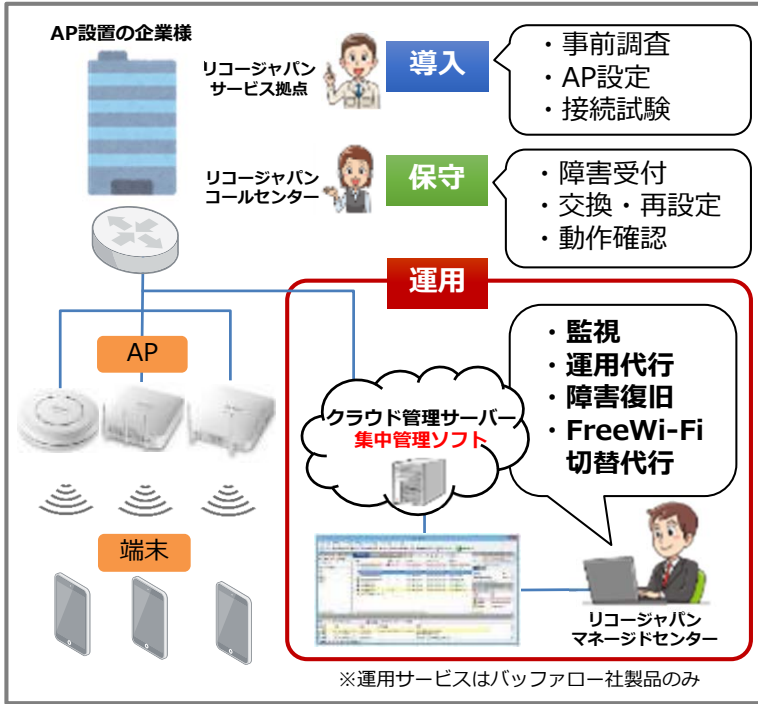 AP設置の企業様
リコージャパン
サービス拠点
導入
・事前調査
・AP設定
・接続試験
リコージャパン
コールセンター
保守
・障害受付
・交換・再設定
・動作確認
運用
・監視
・運用代行
・障害復旧
・FreeWi-Fi
切替代行
AP
クラウド管理サーバー
集中管理ソフト
端末
リコージャパン
マネージドセンター
※運用サービスはバッファロー社製品のみ